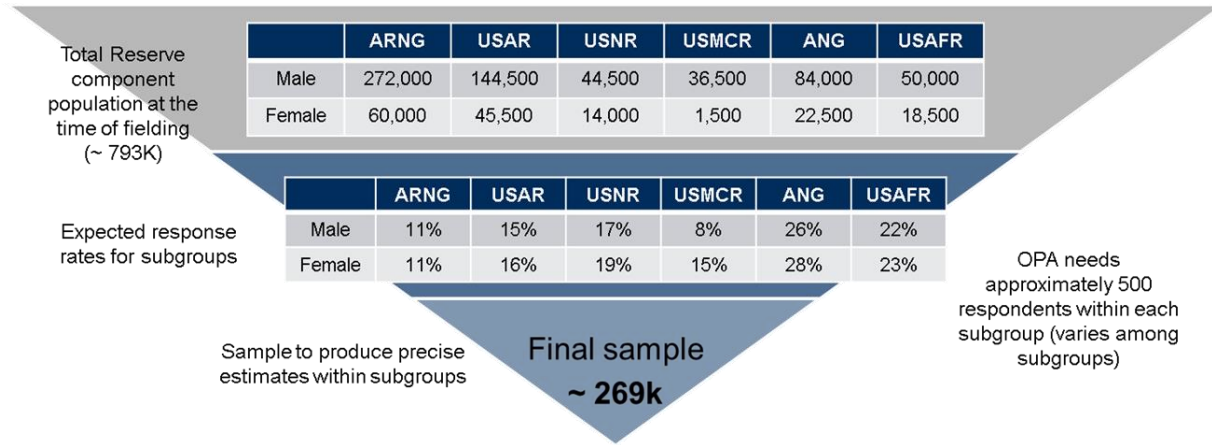 Total Reserve
component
population at the
time of fielding
(~ 793K)
ARNG USAR USNR USMCR ANG USAFR
Male 272,000 144,500 44,500 36,500 84,000 50,000
Female 60,000 45,500 14,000 1,500 22,500 18,500
Expected response
rates for subgroups
ARNG USAR USNR USMCR ANG USAFR
Male 11% 15% 17% 8% 26% 22%
Female 11% 16% 19% 15% 28% 23%
OPA needs
approximately 500
respondents within each
subgroup (varies among
subgroups)
Sample to produce precise
estimates within subgroups
Final sample
~ 269k